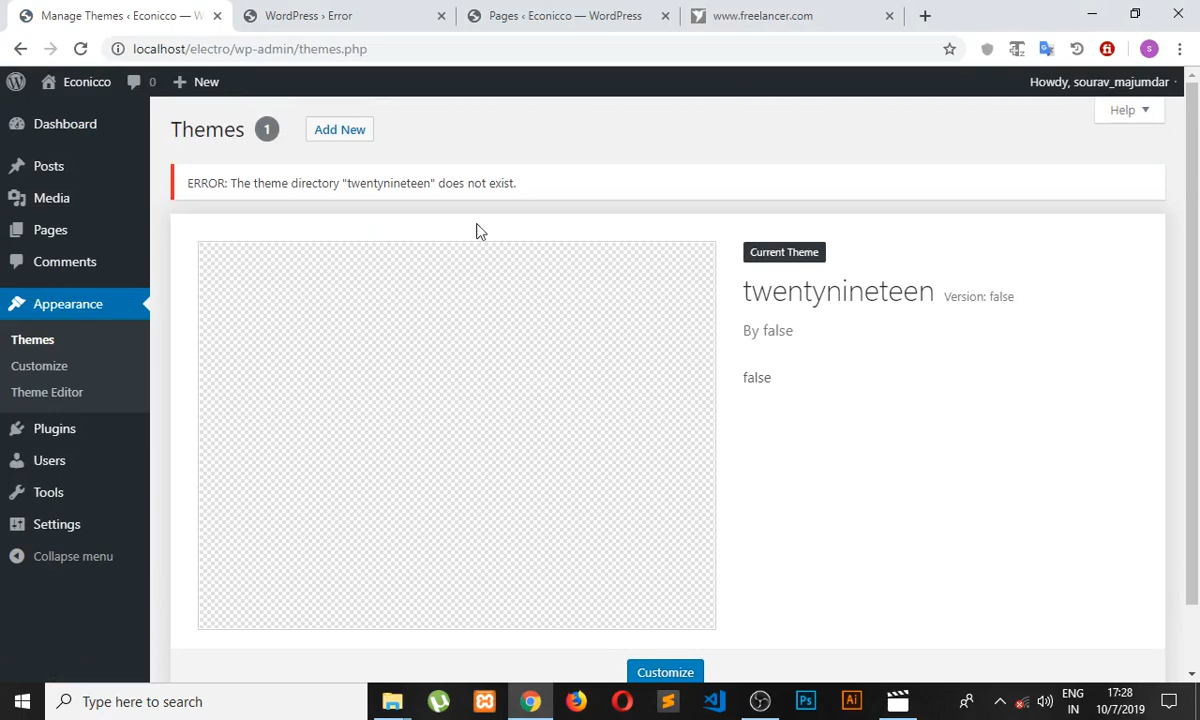 Manage Themes ‹ Econicco — W
WordPress › Error
Pages ‹ Econicco — WordPress
www.freelancer.com
localhost/electro/wp-admin/themes.php
Econicco
0
New
Howdy, sourav_majumdar
Dashboard
Posts
Media
Pages
Comments
Appearance
Themes
Customize
Theme Editor
Plugins
Users
Tools
Settings
Collapse menu
Themes 1 Add New
Help
ERROR: The theme directory "twentynineteen" does not exist.
Current Theme
twentynineteen Version: false
By false
false
Customize
Type here to search
ENG
IN
17:28
10/7/2019